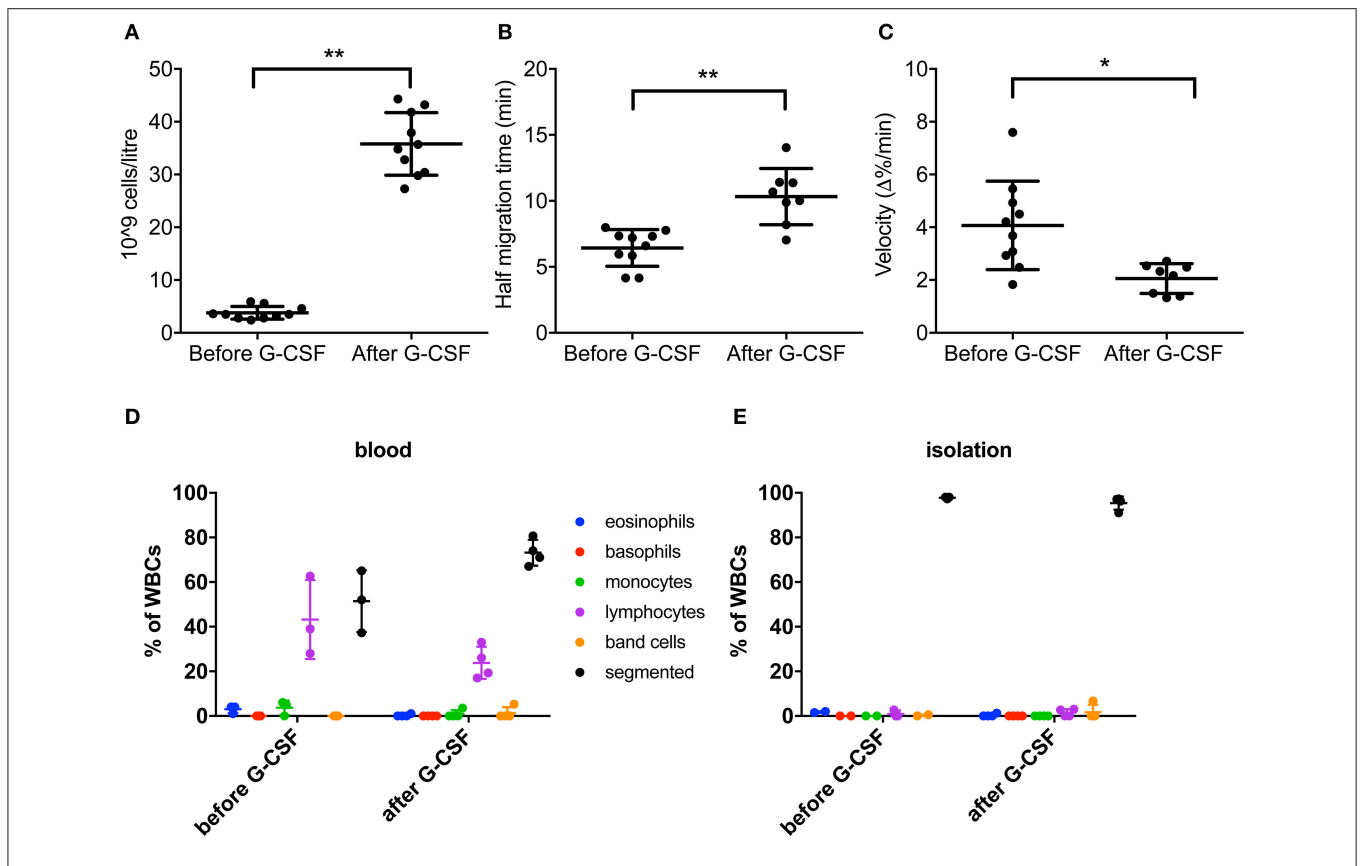 A
**
50
40
30
20
10
0
10^9 cells/litre
Before G-CSF
After G-CSF
B
**
20
15
10
5
0
Half migration time (min)
Before G-CSF
After G-CSF
C
*
10
8
6
4
2
0
Velocity (Δ%/min)
Before G-CSF
After G-CSF
D
blood
100
80
60
40
20
0
% of WBCs
before G-CSF
after G-CSF
eosinophils
basophils
monocytes
lymphocytes
band cells
segmented
E
isolation
100
80
60
40
20
0
% of WBCs
before G-CSF
after G-CSF